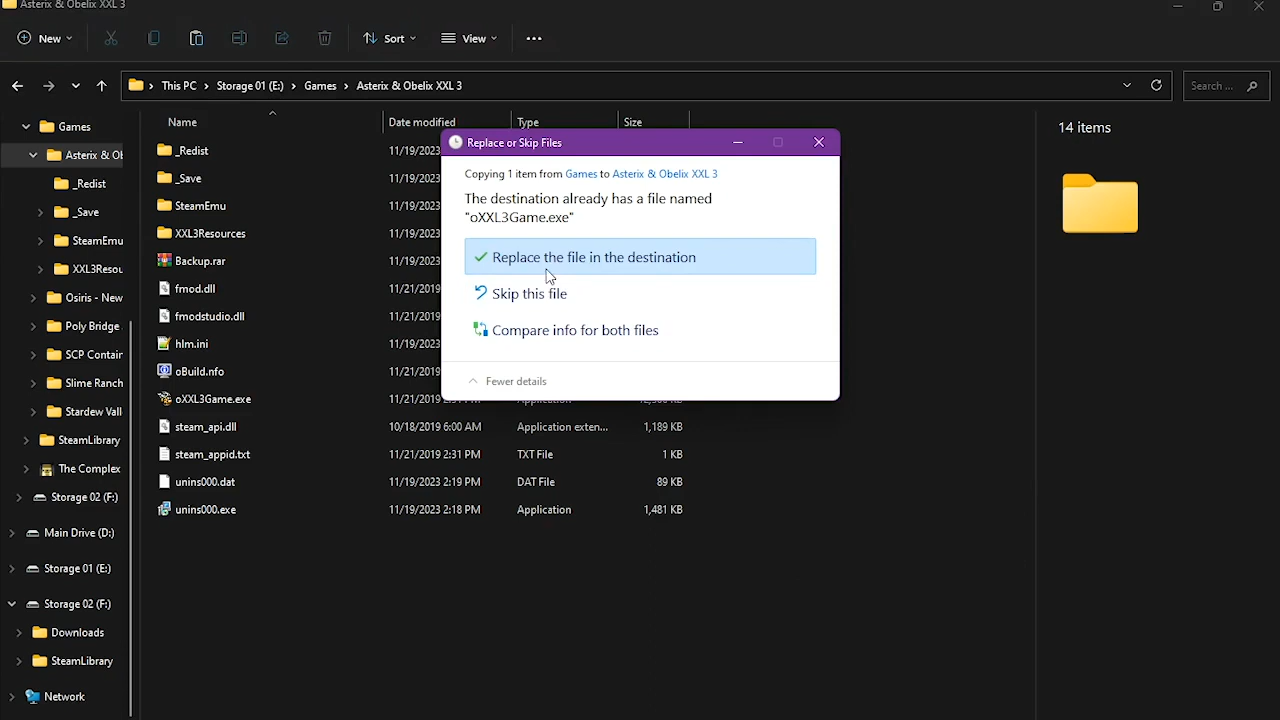 Asterix & Obelix XXL 3
New
Sort
View
This PC
Storage 01 (E:)
Games
Asterix & Obelix XXL 3
Search ...
Games
Asterix & Ob
_Redist
_Save
SteamEmu
XXL3Resou
Osiris - New
Poly Bridge
SCP Contain
Slime Ranch
Stardew Vall
SteamLibrary
The Complex
Storage 02 (F:)
Main Drive (D:)
Storage 01 (E:)
Storage 02 (F:)
Downloads
SteamLibrary
Network
Name Date modified Type Size
_Redist 11/19/2023
_Save 11/19/2023
SteamEmu 11/19/2023
XXL3Resources 11/19/2023
Backup.rar 11/19/2023
fmod.dll 11/21/2019
fmodstudio.dll 11/21/2019
hlm.ini 11/19/2023
oBuild.nfo 11/21/2019
oXXL3Game.exe 11/21/2019
steam_api.dll 10/18/2019 6:00 AM Application exten... 1,189 KB
steam_appid.txt 11/21/2019 2:31 PM TXT File 1 KB
unins000.dat 11/19/2023 2:19 PM DAT File 89 KB
unins000.exe 11/19/2023 2:18 PM Application 1,481 KB
Replace or Skip Files
Copying 1 item from Games to Asterix & Obelix XXL 3
The destination already has a file named
"oXXL3Game.exe"
Replace the file in the destination
Skip this file
Compare info for both files
Fewer details
14 items